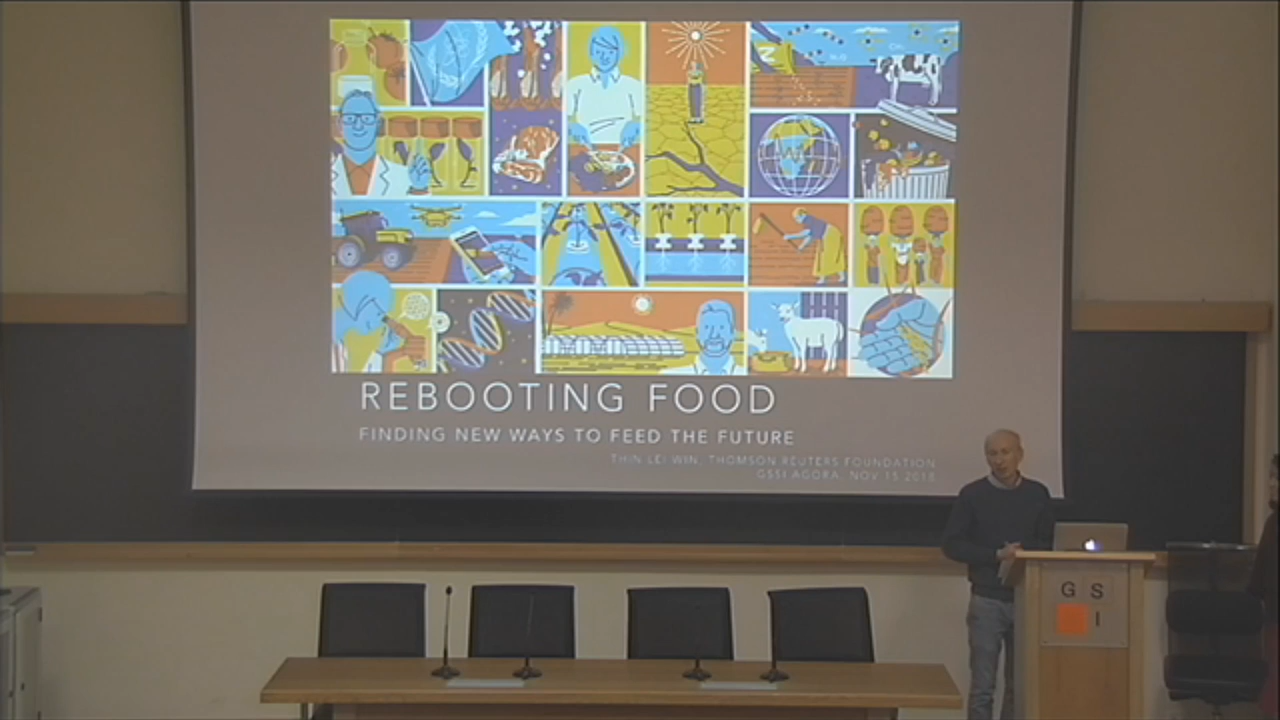 REBOOTING FOOD
FINDING NEW WAYS TO FEED THE FUTURE
THIN LEI WIN, THOMSON REUTERS FOUNDATION
GSSI AGORA, NOV 15 2018
G S
I